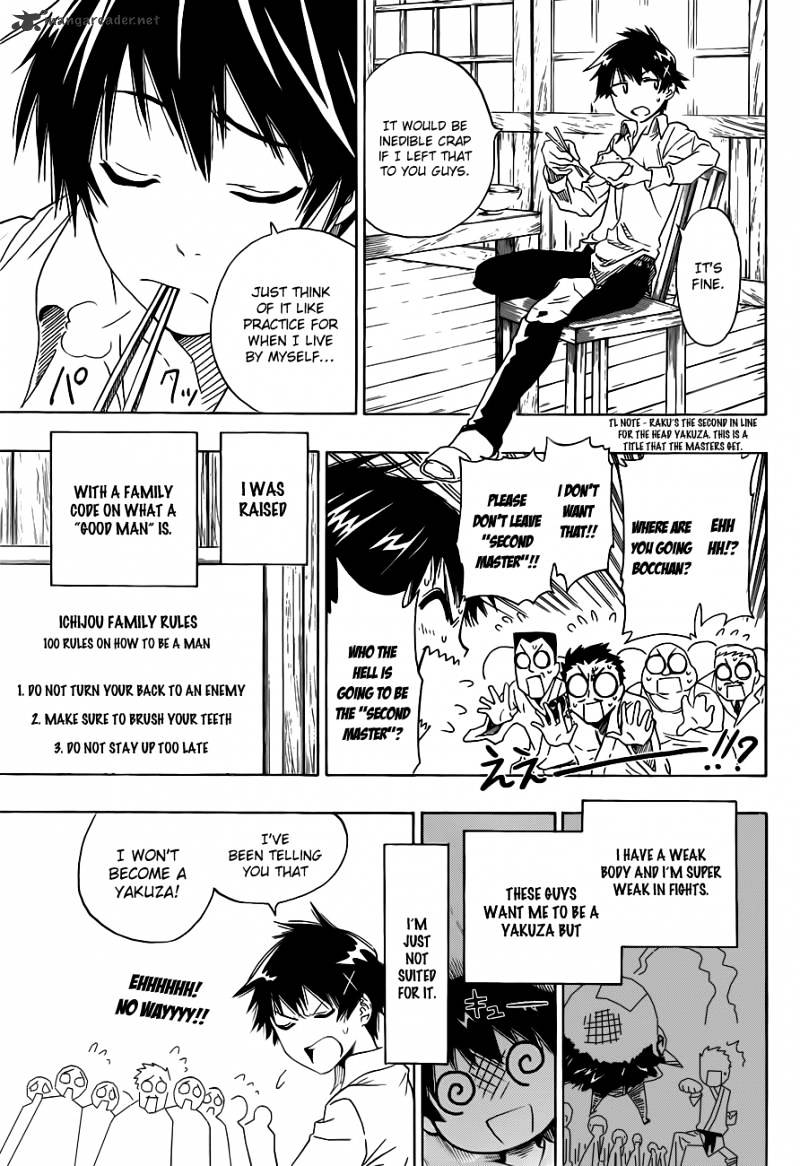 mangareader.net
IT'S
FINE.
IT WOULD BE
INEDIBLE CRAP
IF I LEFT THAT
TO YOU GUYS.
JUST THINK
OF IT LIKE
PRACTICE FOR
WHEN I LIVE
BY MYSELF...
パクッ
TL NOTE - RAKU'S THE SECOND IN LINE
FOR THE HEAD YAKUZA. THIS IS A
TITLE THAT THE MASTERS GET.
EHH
HH!?
WHERE ARE
YOU GOING
BOCCHAN?
I DON'T
WANT
THAT!!
PLEASE
DON'T LEAVE
"SECOND
MASTER"!!
WHO THE
HELL IS
GOING TO BE
THE "SECOND
MASTER"?
ええーーー!!?
I WAS
RAISED
WITH A FAMILY
CODE ON WHAT A
"GOOD MAN" IS.
ICHIJOU FAMILY RULES
100 RULES ON HOW TO BE A MAN
1. DO NOT TURN YOUR BACK TO AN ENEMY
2. MAKE SURE TO BRUSH YOUR TEETH
3. DO NOT STAY UP TOO LATE
I HAVE A WEAK
BODY AND I'M SUPER
WEAK IN FIGHTS.
THESE GUYS
WANT ME TO BE A
YAKUZA BUT
キュー
I'M
JUST
NOT
SUITED
FOR IT.
I'VE
BEEN TELLING
YOU THAT
I WON'T
BECOME A
YAKUZA!
EHHHHHH!
NO WAYYYY!!